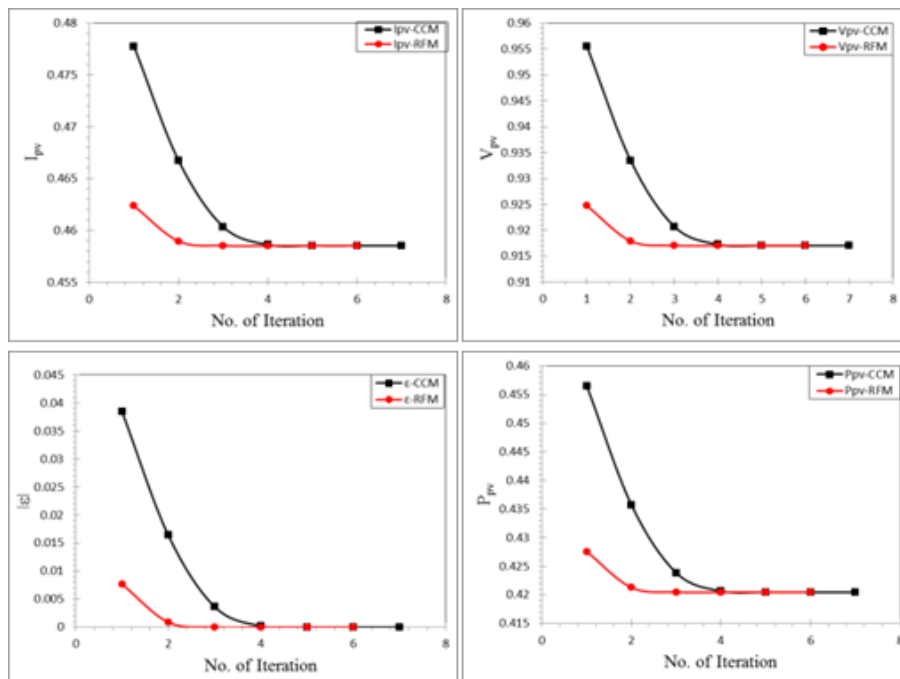 0.48
0.475
0.47
0.465
0.46
0.455
Ipv
Ipv-CCM
Ipv-RFM
0 2 4 6 8
No. of Iteration
0.96
0.955
0.95
0.945
0.94
0.935
0.93
0.925
0.92
0.915
0.91
Vpv
Vpv-CCM
Vpv-RFM
0 1 2 3 4 5 6 7 8
No. of Iteration
0.045
0.04
0.035
0.03
0.025
0.02
0.015
0.01
0.005
0
|ε|
ε-CCM
ε-RFM
0 2 4 6 8
No. of Iteration
0.46
0.455
0.45
0.445
0.44
0.435
0.43
0.425
0.42
0.415
Ppv
Ppv-CCM
Ppv-RFM
0 2 4 6 8
No. of Iteration